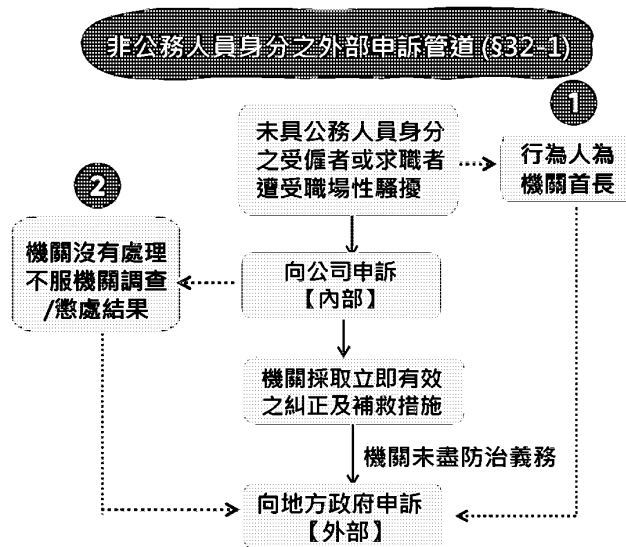 非公務人員身分之外部申訴管道 (§32-1)
1
未具公務人員身分
之受僱者或求職者
遭受職場性騷擾
行為人為
機關首長
2
機關沒有處理
不服機關調查
/懲處結果
向公司申訴
【內部】
機關採取立即有效
之糾正及補救措施
機關未盡防治義務
向地方政府申訴
【外部】